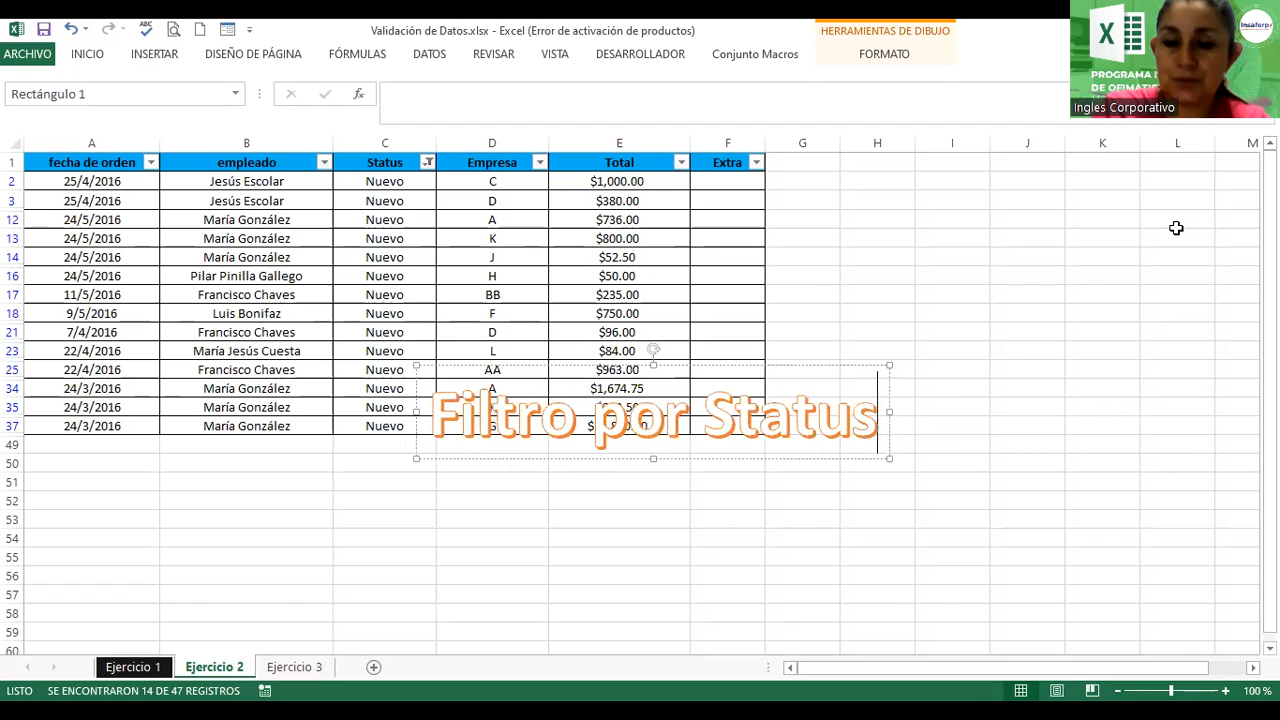 Validación de Datos.xlsx - Excel (Error de activación de productos)
HERRAMIENTAS DE DIBUJO
ARCHIVO INICIO INSERTAR DISEÑO DE PÁGINA FÓRMULAS DATOS REVISAR VISTA DESARROLLADOR Conjunto Macros FORMATO
PROGRAMA
DE OFIMATIC
Ingles Corporativo
Insaforp
Rectángulo 1 fx
A B C D E F G H I J K L M
1 fecha de orden empleado Status Empresa Total Extra
2 25/4/2016 Jesús Escolar Nuevo C $1,000.00
3 25/4/2016 Jesús Escolar Nuevo D $380.00
12 24/5/2016 María González Nuevo A $736.00
13 24/5/2016 María González Nuevo K $800.00
14 24/5/2016 María González Nuevo J $52.50
16 24/5/2016 Pilar Pinilla Gallego Nuevo H $50.00
17 11/5/2016 Francisco Chaves Nuevo BB $235.00
18 9/5/2016 Luis Bonifaz Nuevo F $750.00
21 7/4/2016 Francisco Chaves Nuevo D $96.00
23 22/4/2016 María Jesús Cuesta Nuevo L $84.00
25 22/4/2016 Francisco Chaves Nuevo AA $963.00
34 24/3/2016 María González Nuevo A $1,674.75
35 24/3/2016 María González Nuevo
37 24/3/2016 María González Nuevo G
Filtro por Status
49
50
51
52
53
54
55
56
57
58
59
60
Ejercicio 1 Ejercicio 2 Ejercicio 3
LISTO SE ENCONTRARON 14 DE 47 REGISTROS 100 %